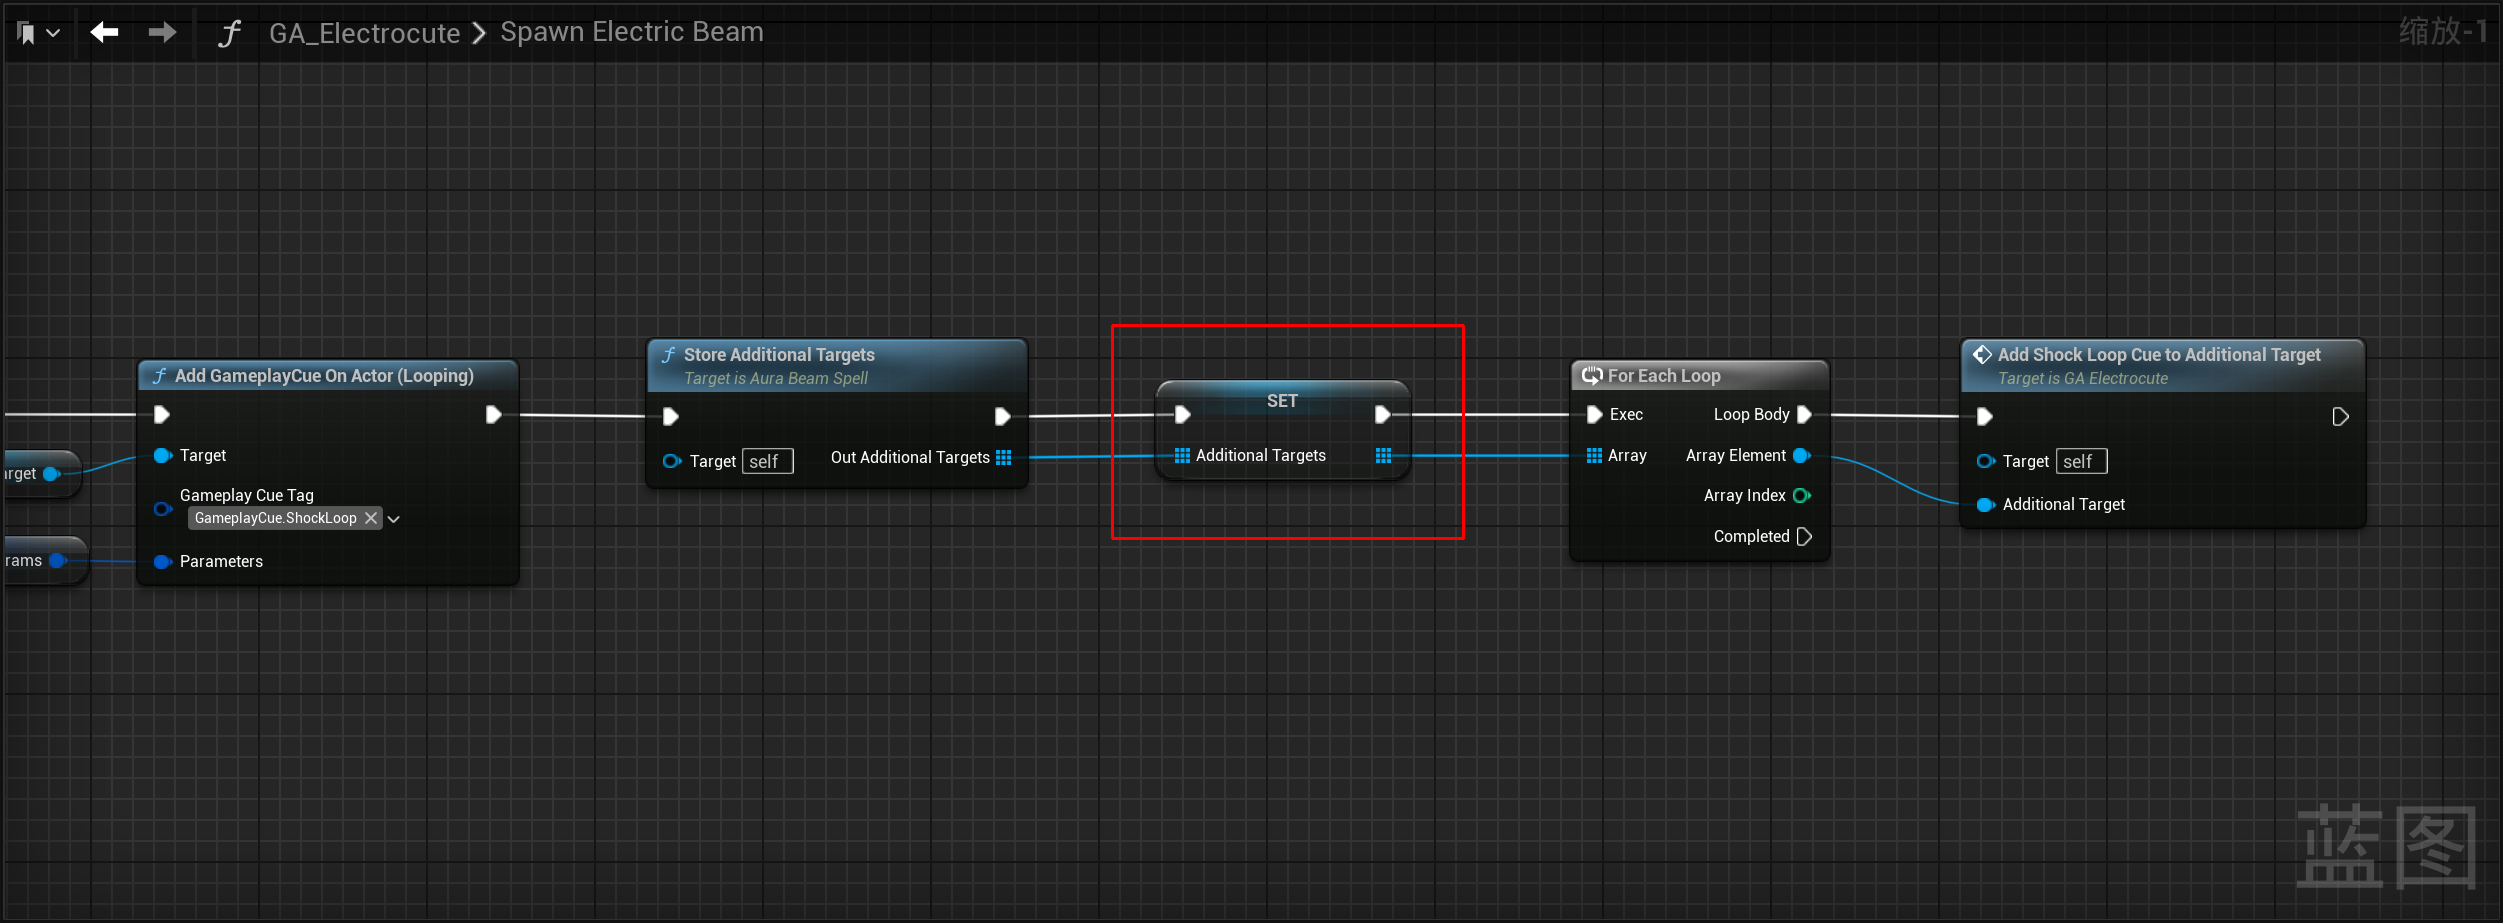 GA_Electrocute > Spawn Electric Beam
缩放-1
Add GameplayCue On Actor (Looping)
Target
Gameplay Cue Tag
GameplayCue.ShockLoop
Parameters
rget
rams
Store Additional Targets
Target is Aura Beam Spell
Target self
Out Additional Targets
SET
Additional Targets
For Each Loop
Exec
Loop Body
Array
Array Element
Array Index
Completed
Add Shock Loop Cue to Additional Target
Target is GA Electrocute
Target self
Additional Target
蓝图